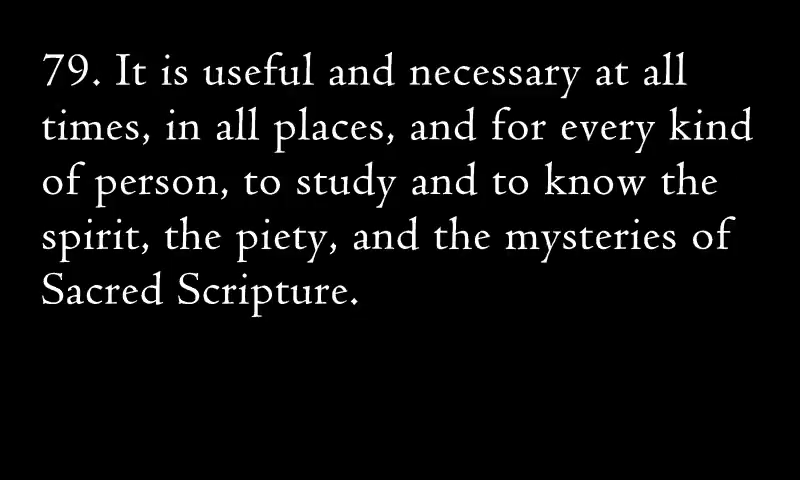 79. It is useful and necessary at all
times, in all places, and for every kind
of person, to study and to know the
spirit, the piety, and the mysteries of
Sacred Scripture.